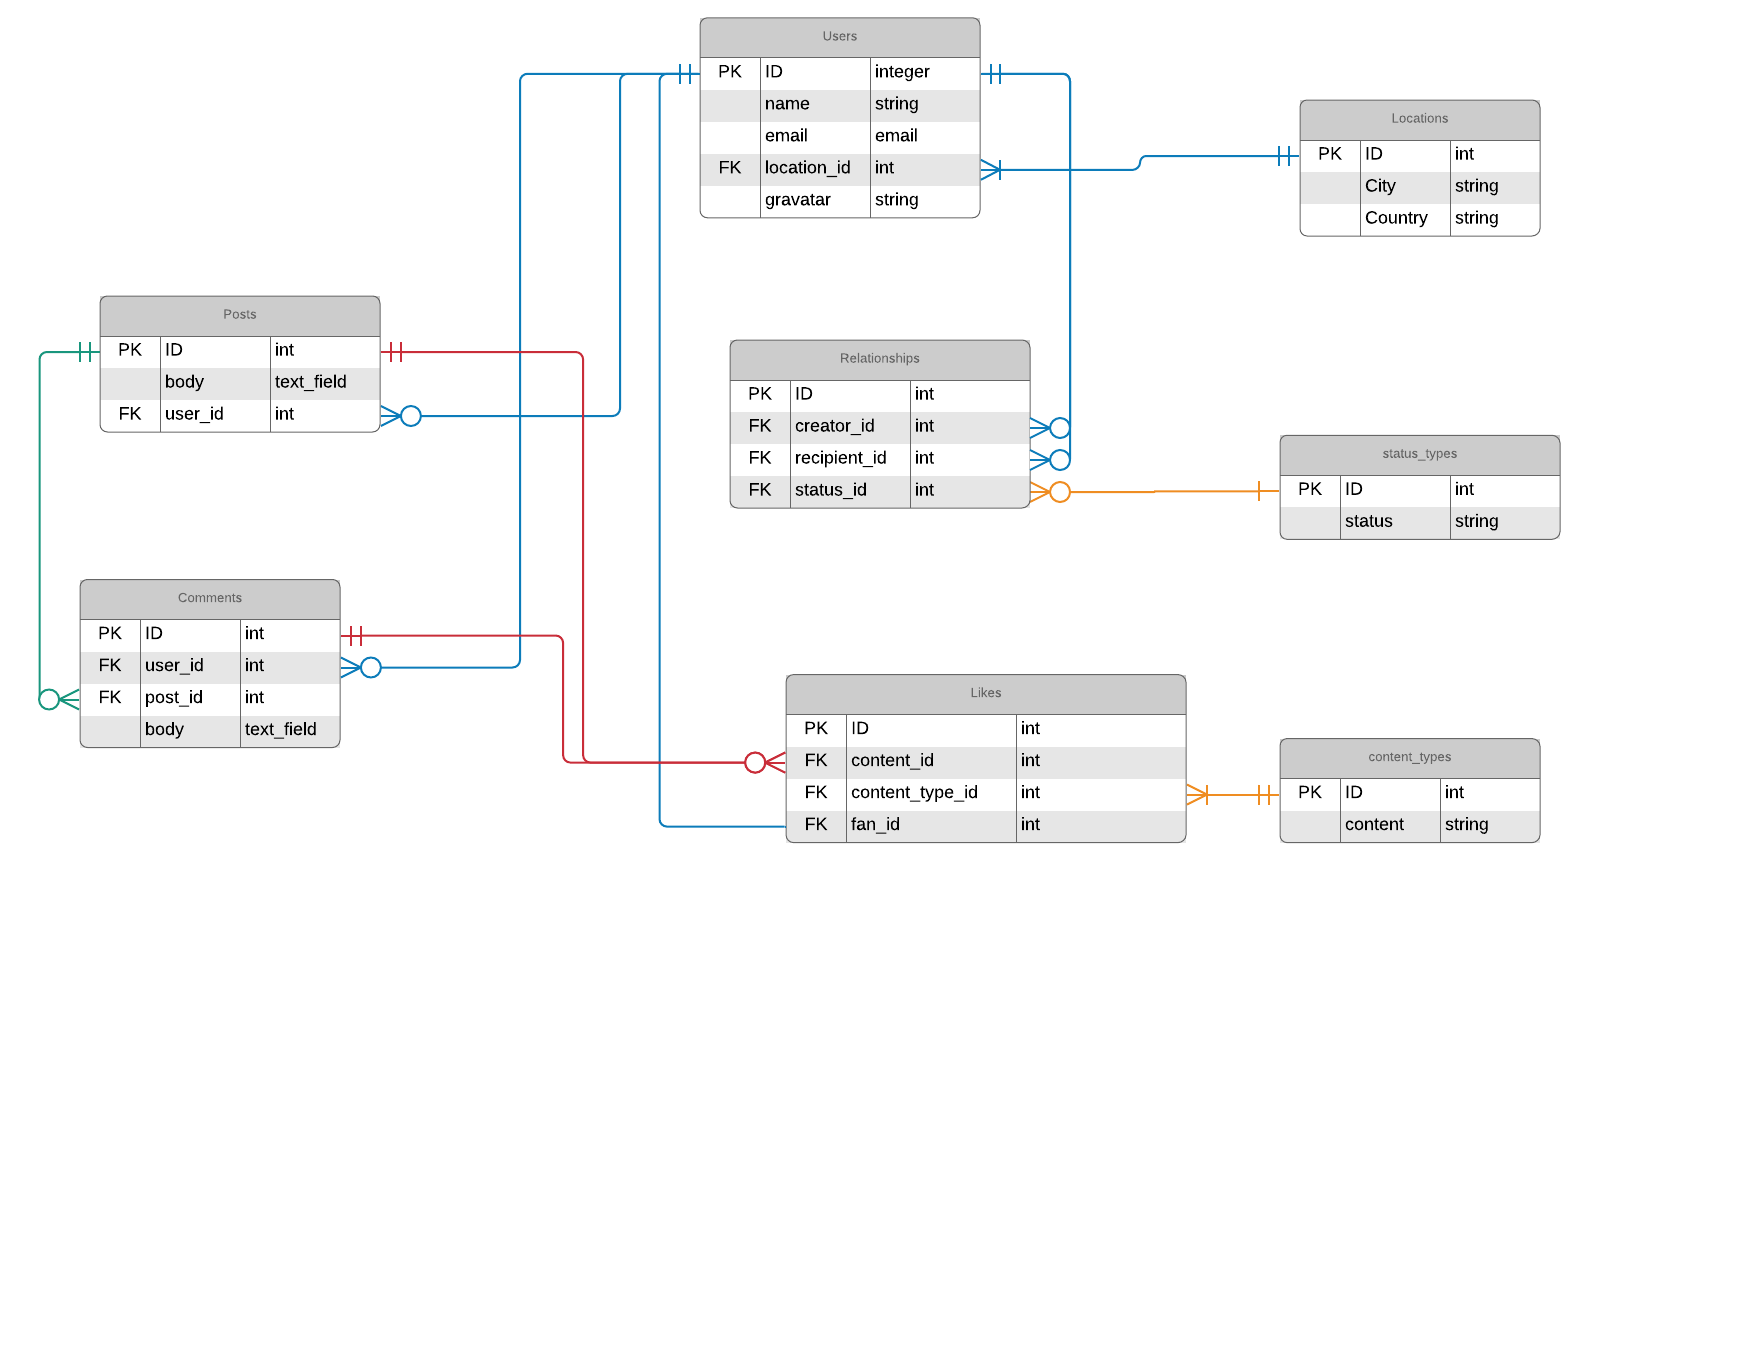 Users
PK ID integer
name string
email email
FK location_id int
gravatar string
Locations
PK ID int
City string
Country string
Posts
PK ID int
body text_field
FK user_id int
Relationships
PK ID int
FK creator_id int
FK recipient_id int
FK status_id int
status_types
PK ID int
status string
Comments
PK ID int
FK user_id int
FK post_id int
body text_field
Likes
PK ID int
FK content_id int
FK content_type_id int
FK fan_id int
content_types
PK ID int
content string